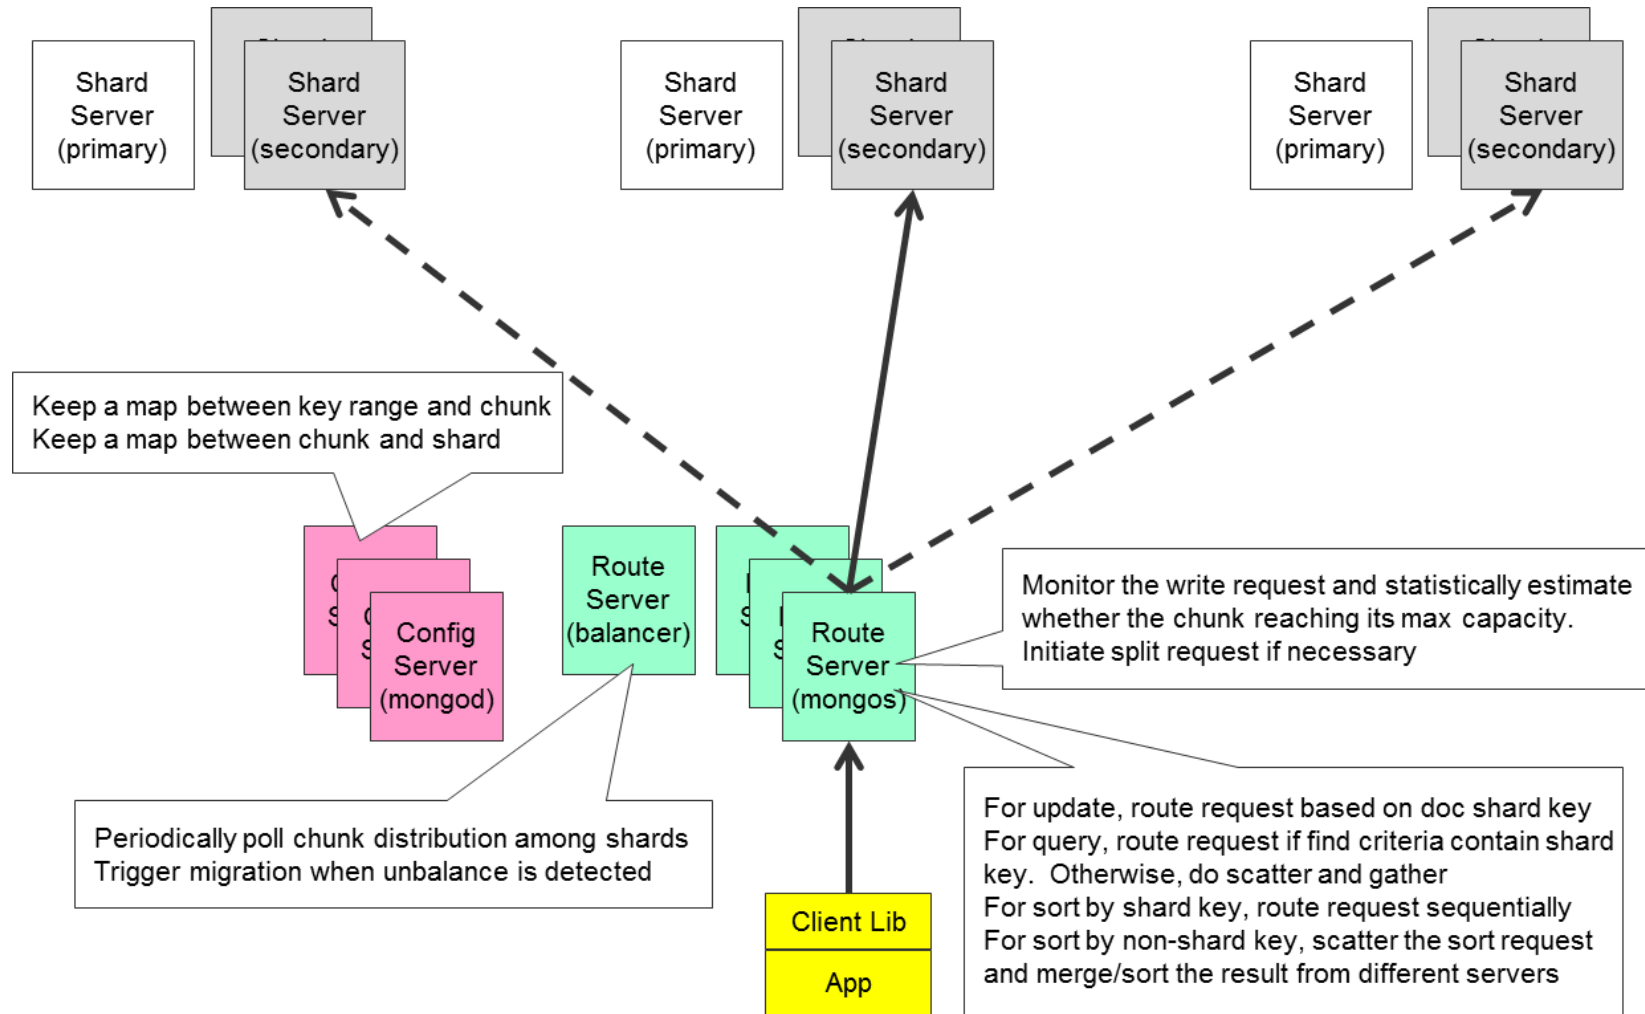 Shard
Server
(primary)
Shard
Server
(secondary)
Shard
Server
(primary)
Shard
Server
(secondary)
Shard
Server
(primary)
Shard
Server
(secondary)
Keep a map between key range and chunk
Keep a map between chunk and shard
Config
Server
(mongod)
Route
Server
(balancer)
Route
Server
(mongos)
Monitor the write request and statistically estimate
whether the chunk reaching its max capacity.
Initiate split request if necessary
Periodically poll chunk distribution among shards
Trigger migration when unbalance is detected
For update, route request based on doc shard key
For query, route request if find criteria contain shard
key. Otherwise, do scatter and gather
For sort by shard key, route request sequentially
For sort by non-shard key, scatter the sort request
and merge/sort the result from different servers
Client Lib
App